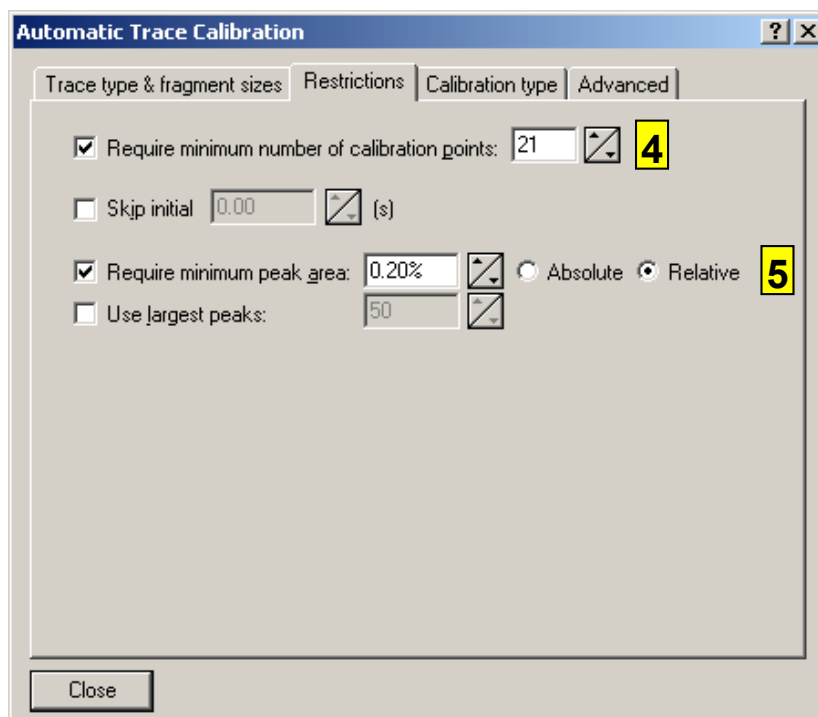 Automatic Trace Calibration ? X
Trace type & fragment sizes Restrictions Calibration type Advanced
Require minimum number of calibration points: 21 4
Skip initial 0.00 (s)
Require minimum peak area: 0.20% Absolute Relative 5
Use largest peaks: 50
Close